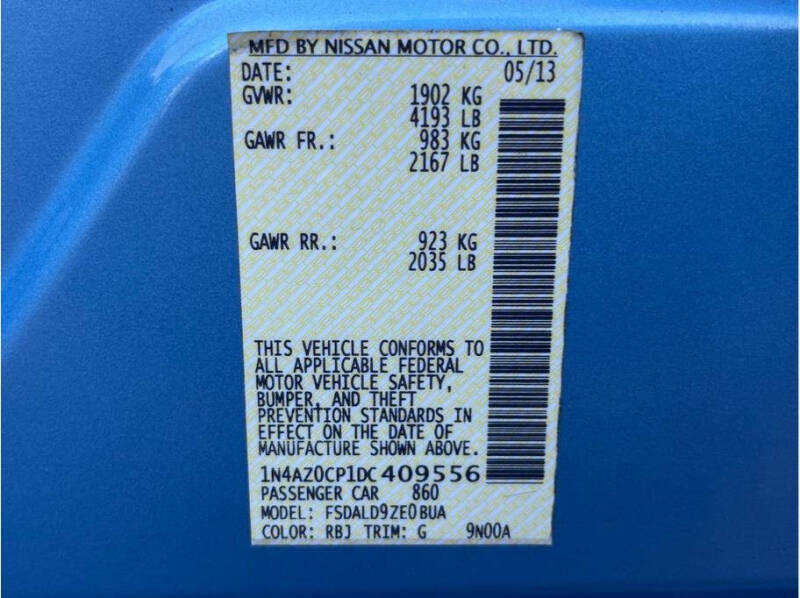 MFD BY NISSAN MOTOR CO., LTD.
DATE: 05/13
GVWR: 1902 KG
4193 LB
GAWR FR.: 983 KG
2167 LB
GAWR RR.: 923 KG
2035 LB
THIS VEHICLE CONFORMS TO
ALL APPLICABLE FEDERAL
MOTOR VEHICLE SAFETY,
BUMPER, AND THEFT
PREVENTION STANDARDS IN
EFFECT ON THE DATE OF
MANUFACTURE SHOWN ABOVE.
1N4AZ0CP1DC409556
PASSENGER CAR 860
MODEL: FSDALD9ZE0BUA
COLOR: RBJ TRIM: G 9N00A